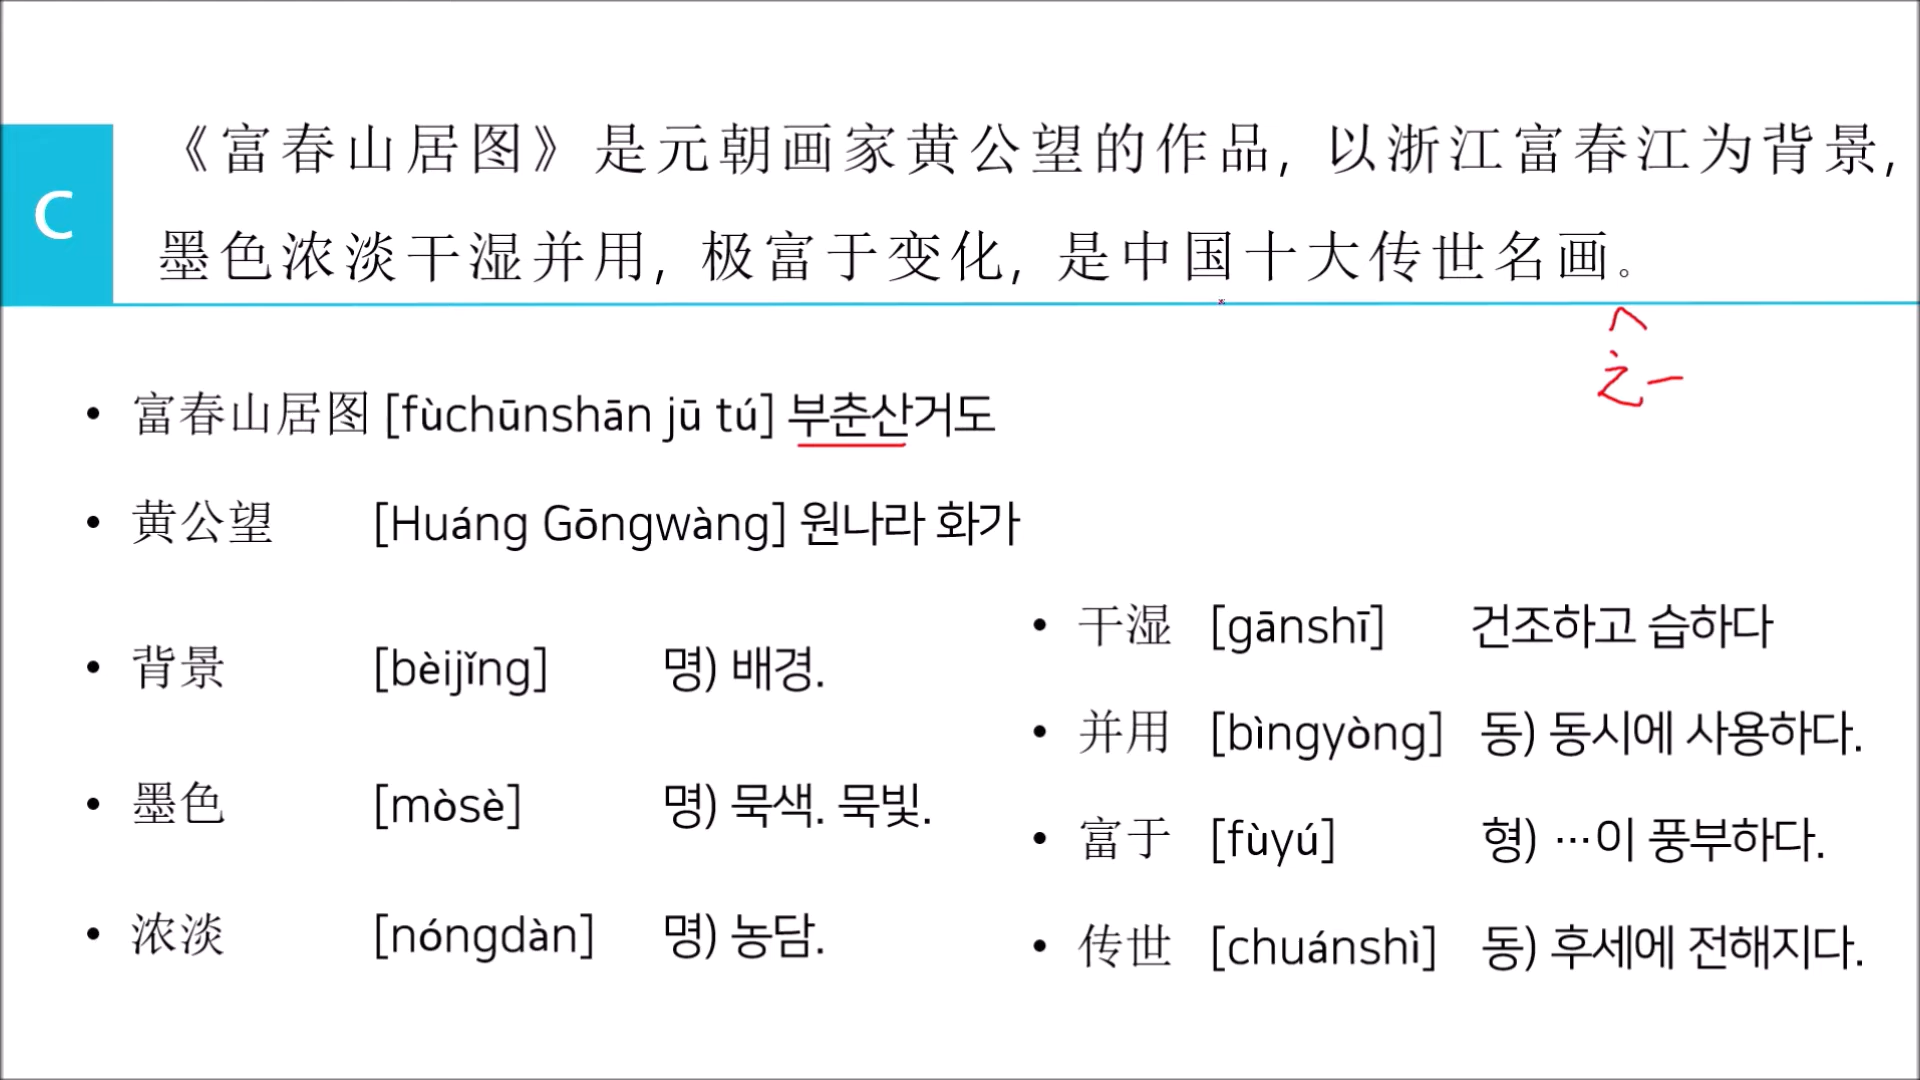 C
《富春山居图》是元朝画家黄公望的作品, 以浙江富春江为背景,
墨色浓淡干湿并用, 极富于变化, 是中国十大传世名画。
之一
• 富春山居图 [fùchūnshān jū tú] 부춘산거도
• 黄公望 [Huáng Gōngwàng] 원나라 화가
• 背景 [bèijǐng] 명) 배경.
• 墨色 [mòsè] 명) 묵색. 묵빛.
• 浓淡 [nóngdàn] 명) 농담.
• 干湿 [gānshī] 건조하고 습하다
• 并用 [bìngyòng] 동) 동시에 사용하다.
• 富于 [fùyú] 형) …이 풍부하다.
• 传世 [chuánshì] 동) 후세에 전해지다.